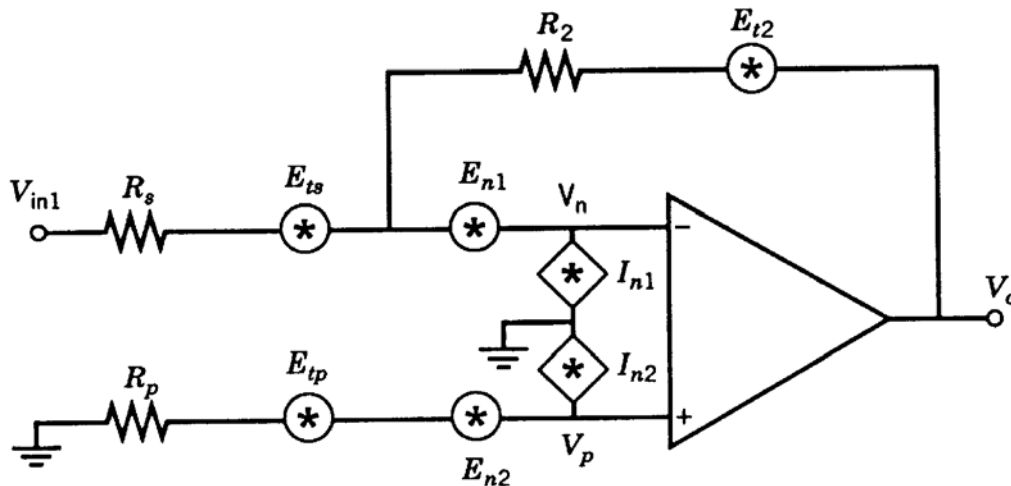 R2
Et2
Vin1
Rs
Ets
En1
Vn
−
In1
Vo
In2
Rp
Etp
En2
Vp
+